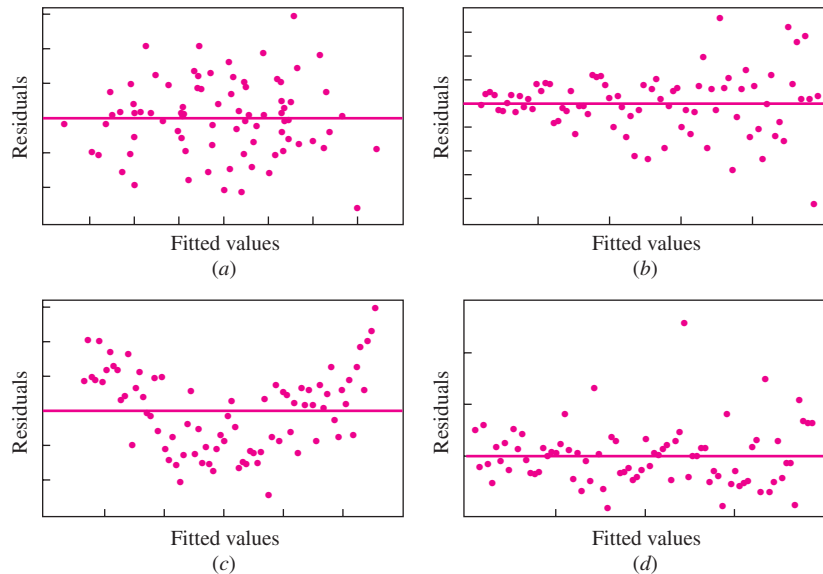 Residuals
Fitted values
(a)
Residuals
Fitted values
(b)
Residuals
Fitted values
(c)
Residuals
Fitted values
(d)